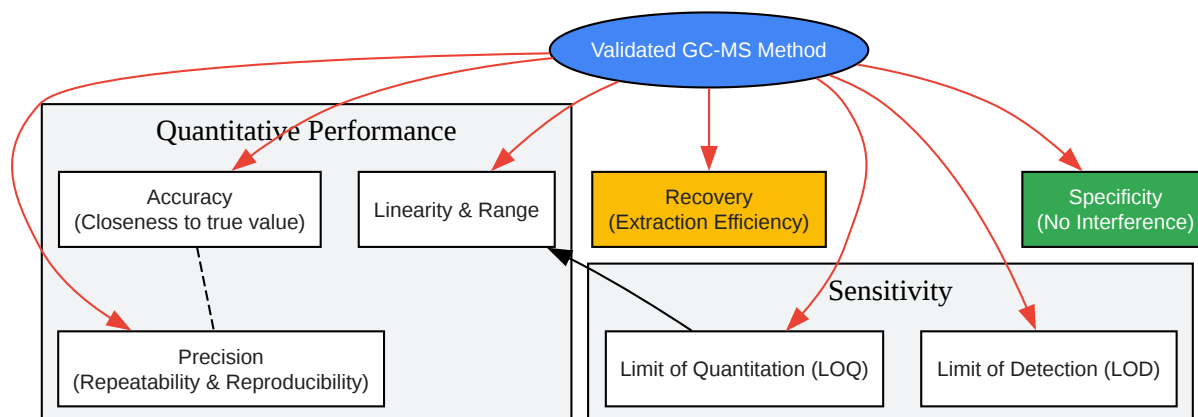 Validated GC-MS Method
Quantitative Performance
Accuracy
(Closeness to true value)
Linearity & Range
Recovery
(Extraction Efficiency)
Specificity
(No Interference)
Sensitivity
Precision
(Repeatability & Reproducibility)
Limit of Quantitation (LOQ)
Limit of Detection (LOD)